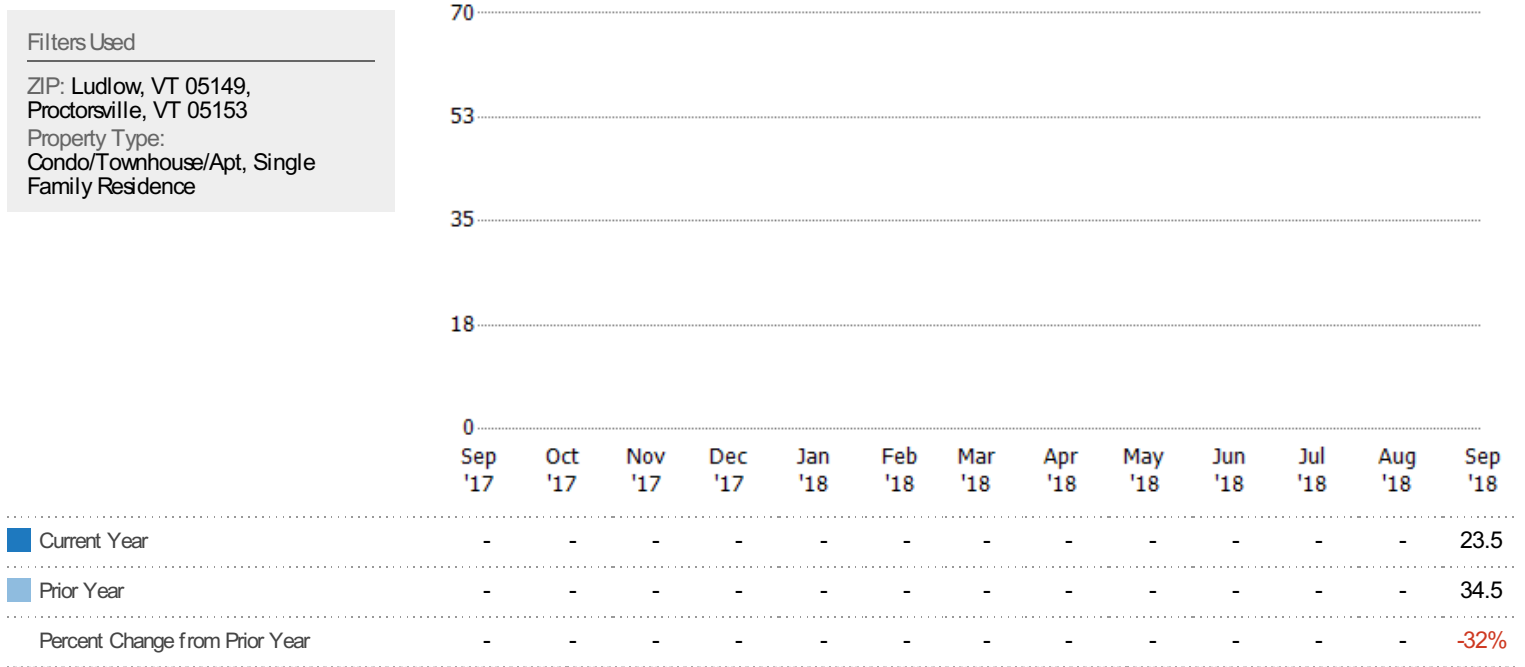 Filters Used
ZIP: Ludlow, VT 05149,
Proctorsville, VT 05153
Property Type:
Condo/Townhouse/Apt, Single
Family Residence
70
53
35
18
0
Sep Oct Nov Dec Jan Feb Mar Apr May Jun Jul Aug Sep
'17 '17 '17 '17 '18 '18 '18 '18 '18 '18 '18 '18 '18
Current Year - - - - - - - - - - - - 23.5
Prior Year - - - - - - - - - - - - 34.5
Percent Change from Prior Year - - - - - - - - - - - - -32%